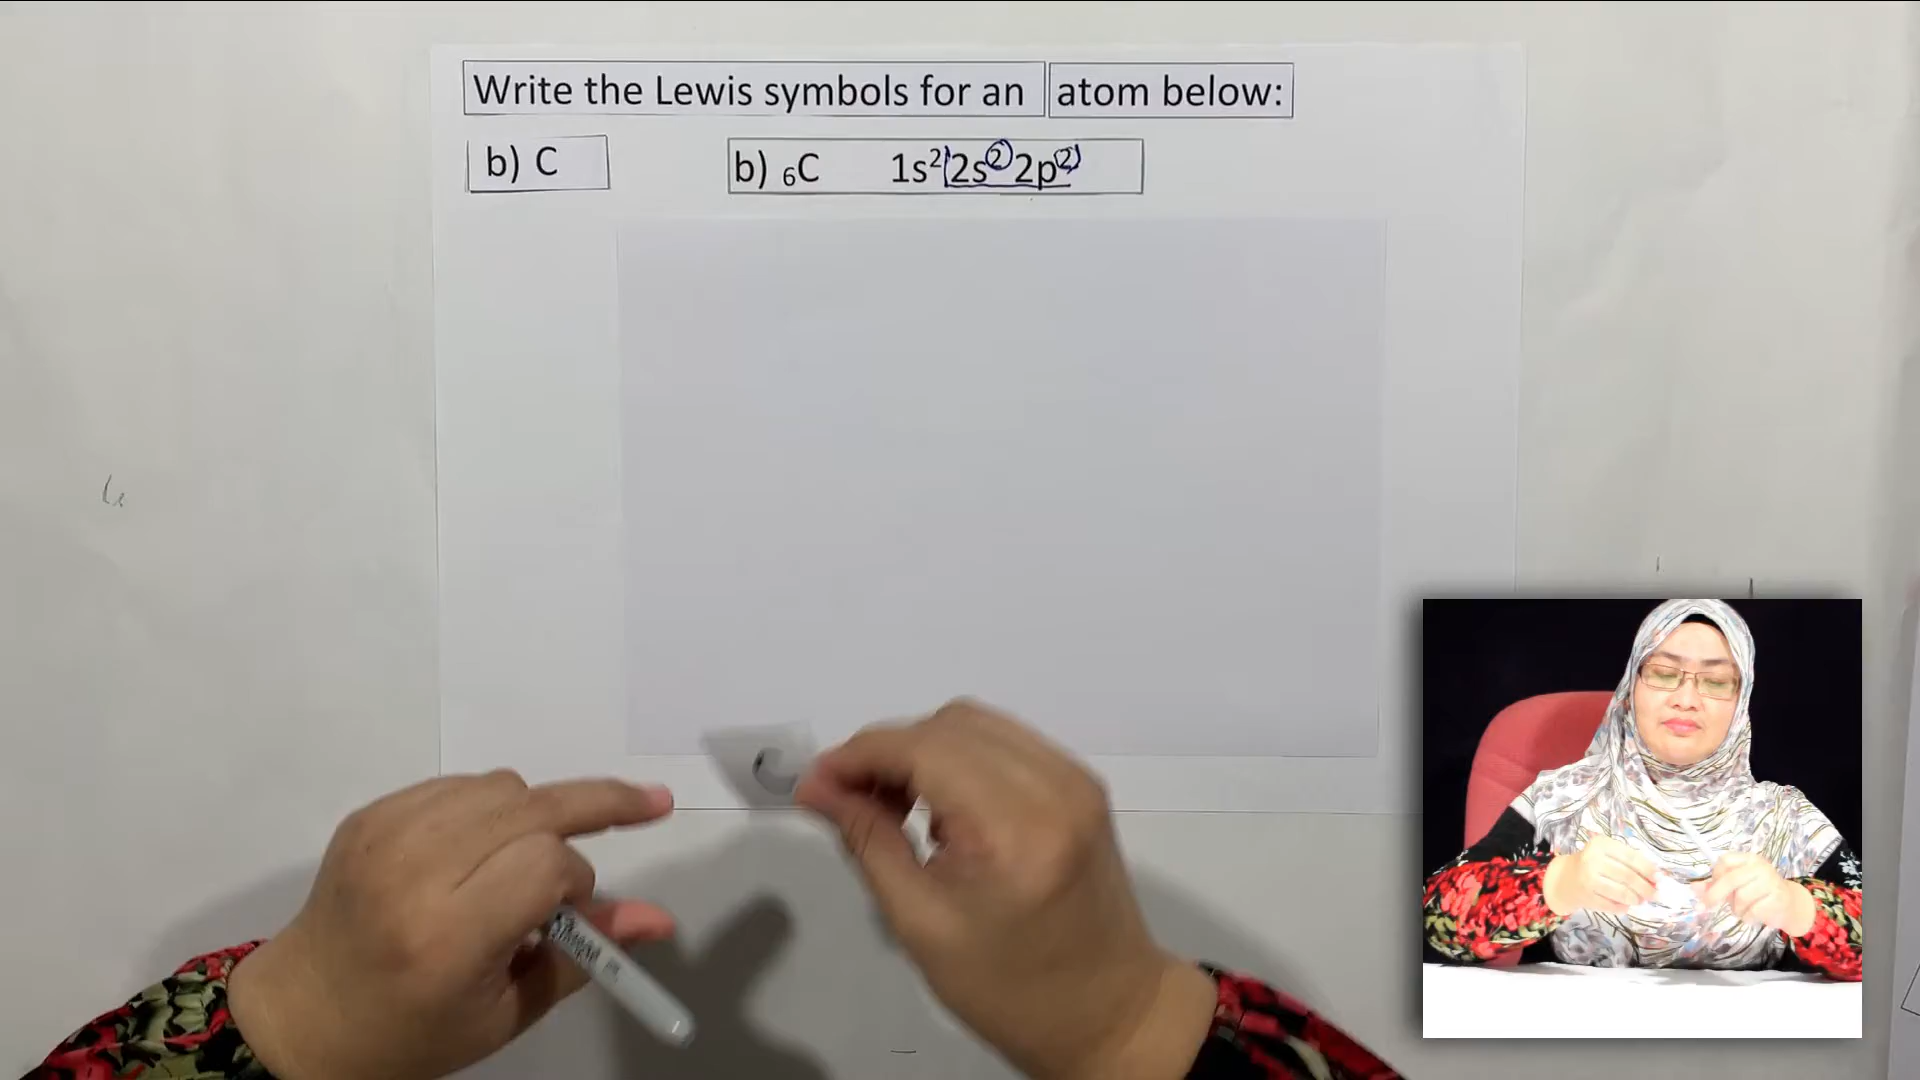 Write the Lewis symbols for an atom below:
b) C
b) ₆C 1s² 2s² 2p²
C